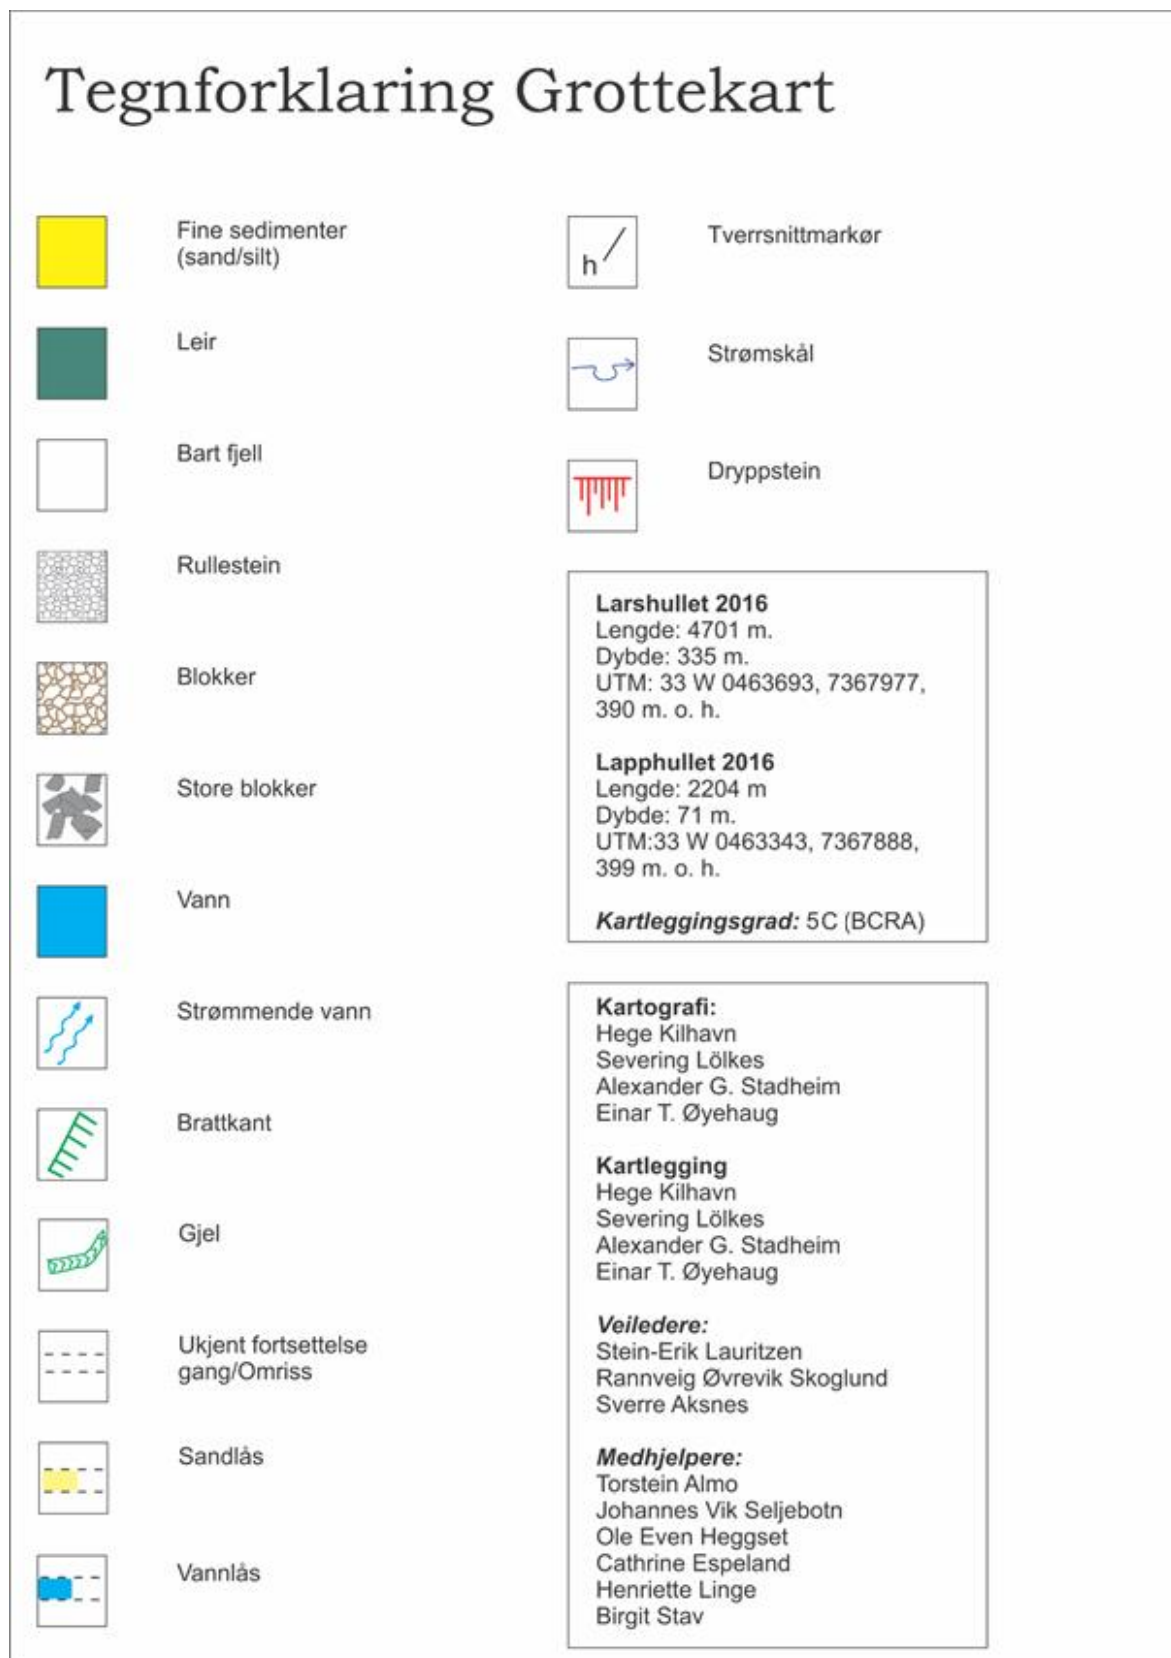 Tegnforklaring Grottekart
Fine sedimenter
(sand/silt)
Leir
Bart fjell
Rullestein
Blokker
Store blokker
Vann
Strømmende vann
Brattkant
Gjel
Ukjent fortsettelse
gang/Omriss
Sandlås
Vannlås
h
Tverrsnittmarkør
Strømskål
Dryppstein
Larshullet 2016
Lengde: 4701 m.
Dybde: 335 m.
UTM: 33 W 0463693, 7367977,
390 m. o. h.
Lapphullet 2016
Lengde: 2204 m
Dybde: 71 m.
UTM:33 W 0463343, 7367888,
399 m. o. h.
Kartleggingsgrad: 5C (BCRA)
Kartografi:
Hege Kilhavn
Severing Lölkes
Alexander G. Stadheim
Einar T. Øyehaug
Kartlegging
Hege Kilhavn
Severing Lölkes
Alexander G. Stadheim
Einar T. Øyehaug
Veiledere:
Stein-Erik Lauritzen
Rannveig Øvrevik Skoglund
Sverre Aksnes
Medhjelpere:
Torstein Almo
Johannes Vik Seljebotn
Ole Even Heggset
Cathrine Espeland
Henriette Linge
Birgit Stav